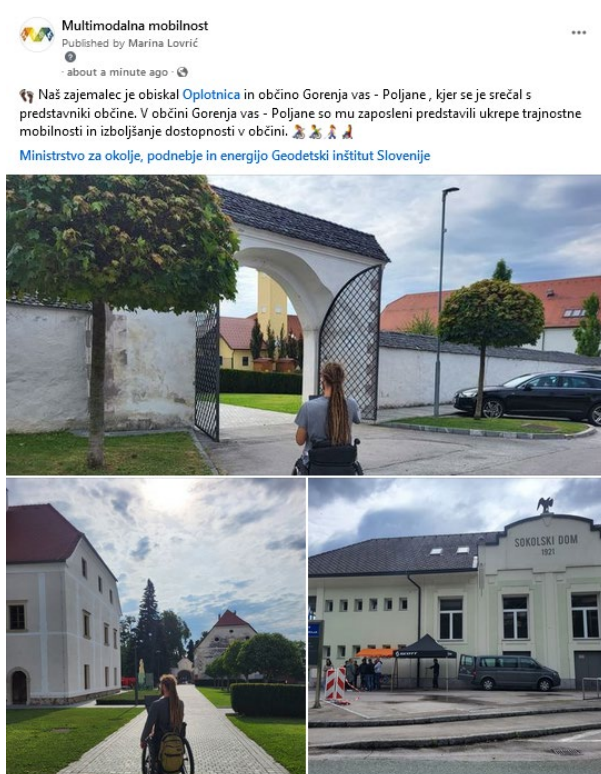 Multimodalna mobilnost
Published by Marina Lovrić
· about a minute ago ·
👣 Naš zajemalec je obiskal Oplotnica in občino Gorenja vas - Poljane , kjer se je srečal s
predstavniki občine. V občini Gorenja vas - Poljane so mu zaposleni predstavili ukrepe trajnostne
mobilnosti in izboljšanje dostopnosti v občini.
Ministrstvo za okolje, podnebje in energijo Geodetski inštitut Slovenije
SOKOLSKI DOM
1921
SCOTT